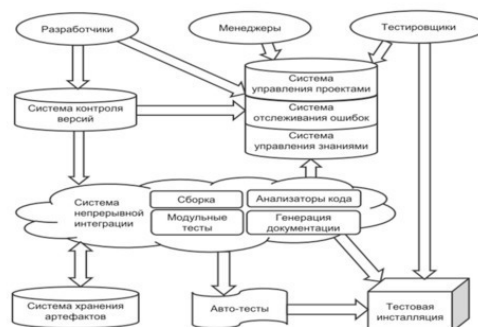 Разработчики
Менеджеры
Тестировщики
Система
управления проектами
Система контроля
версий
Система
отслеживания ошибок
Система
управления знаниями
Система
непрерывной
интеграции
Сборка
Анализаторы кода
Модульные
тесты
Генерация
документации
Система хранения
артефактов
Авто-тесты
Тестовая
инсталляция